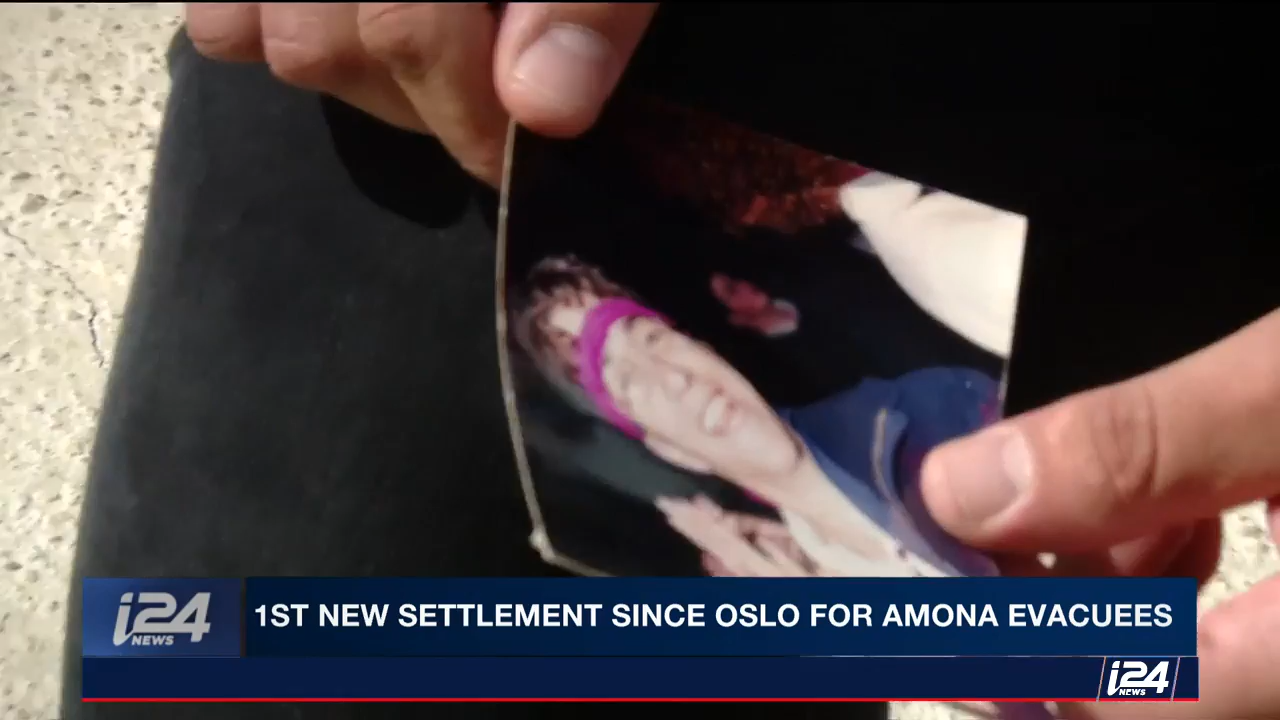 i24
NEWS
1ST NEW SETTLEMENT SINCE OSLO FOR AMONA EVACUEES
i24
NEWS